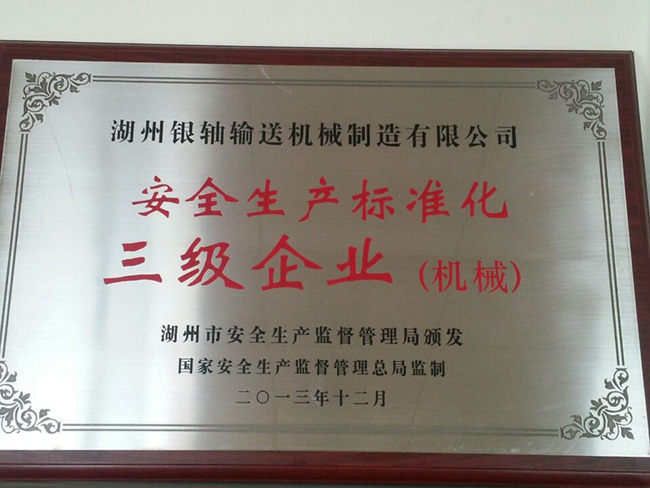 湖州银轴输送机械制造有限公司
安全生产标准化
三级企业（机械）
湖州市安全生产监督管理局颁发
国家安全生产监督管理总局监制
二〇一三年十二月